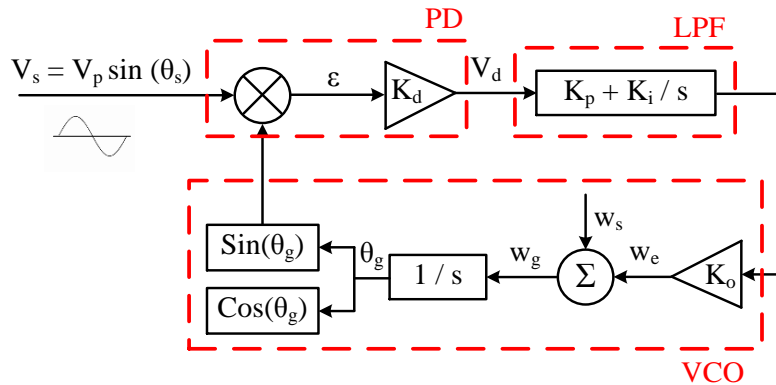 PD
LPF
V_s = V_p sin (θ_s)
ε
K_d
V_d
K_p + K_i / s
w_s
Sin(θ_g)
θ_g
1 / s
w_g
Σ
w_e
K_o
Cos(θ_g)
VCO